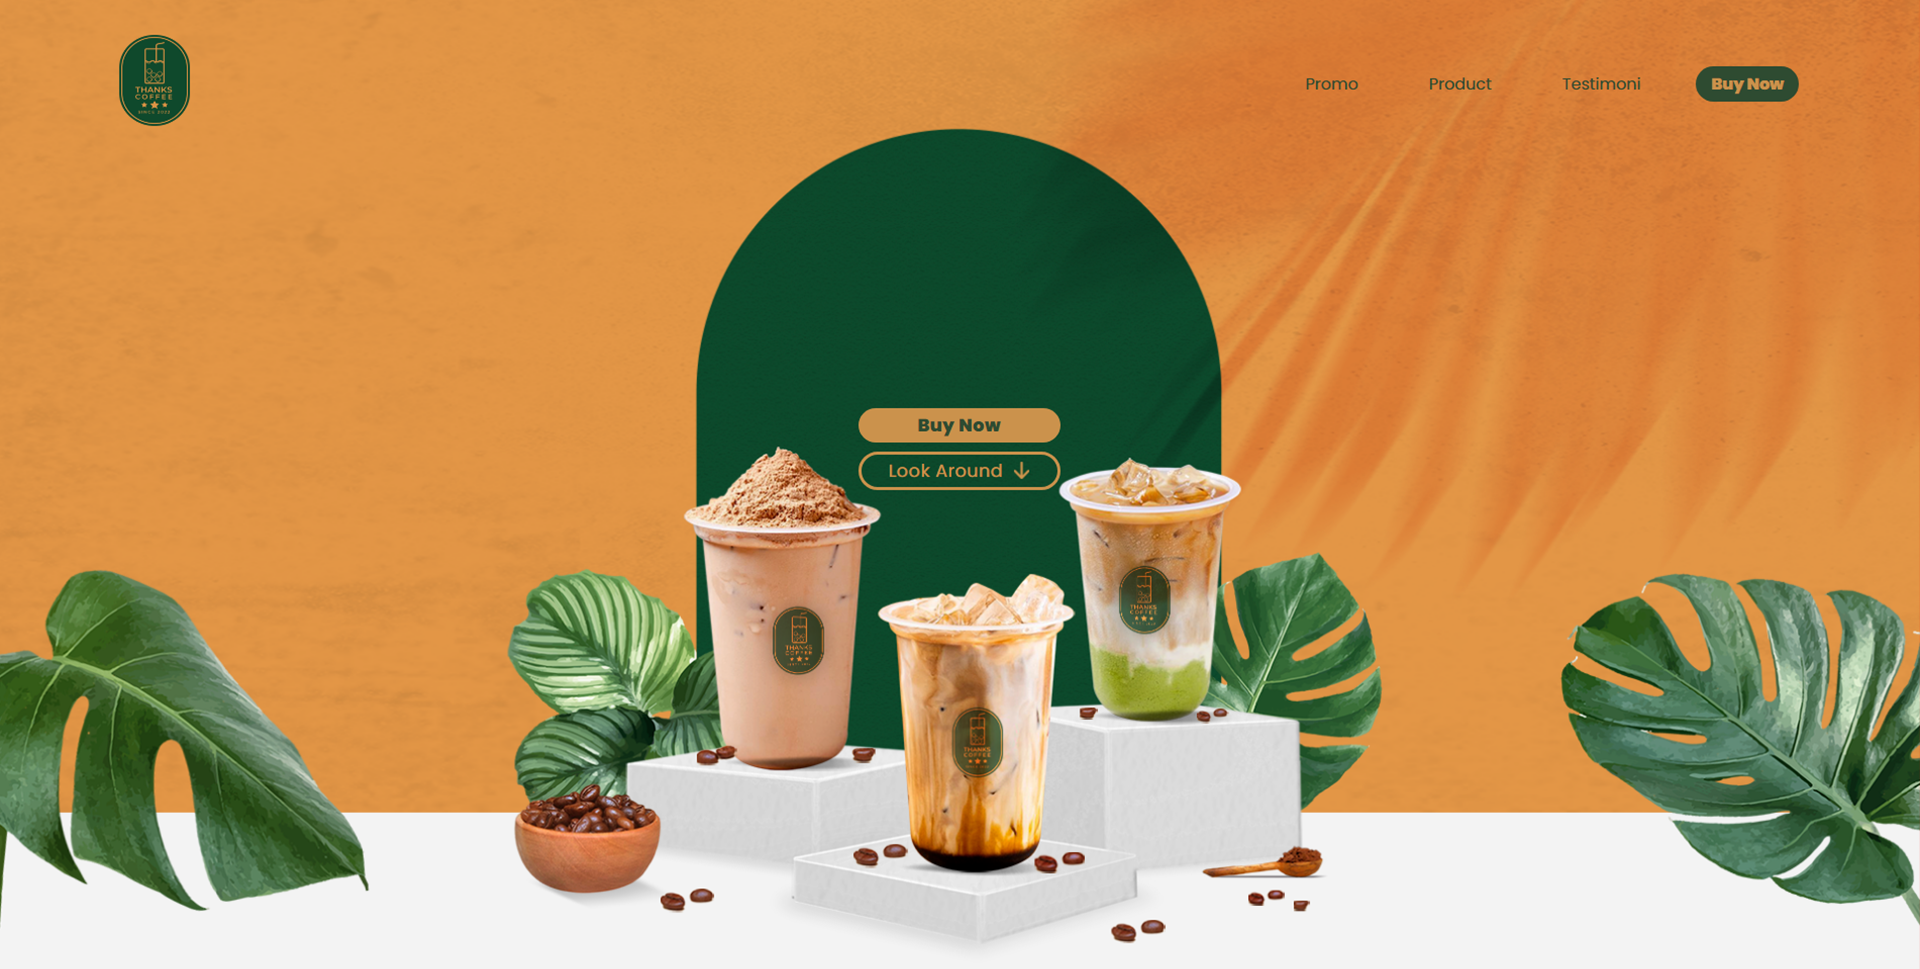 THANKS
COFFEE
Promo
Product
Testimoni
Buy Now
Buy Now
Look Around
THANKS
COFFEE
THANKS
COFFEE
THANKS
COFFEE